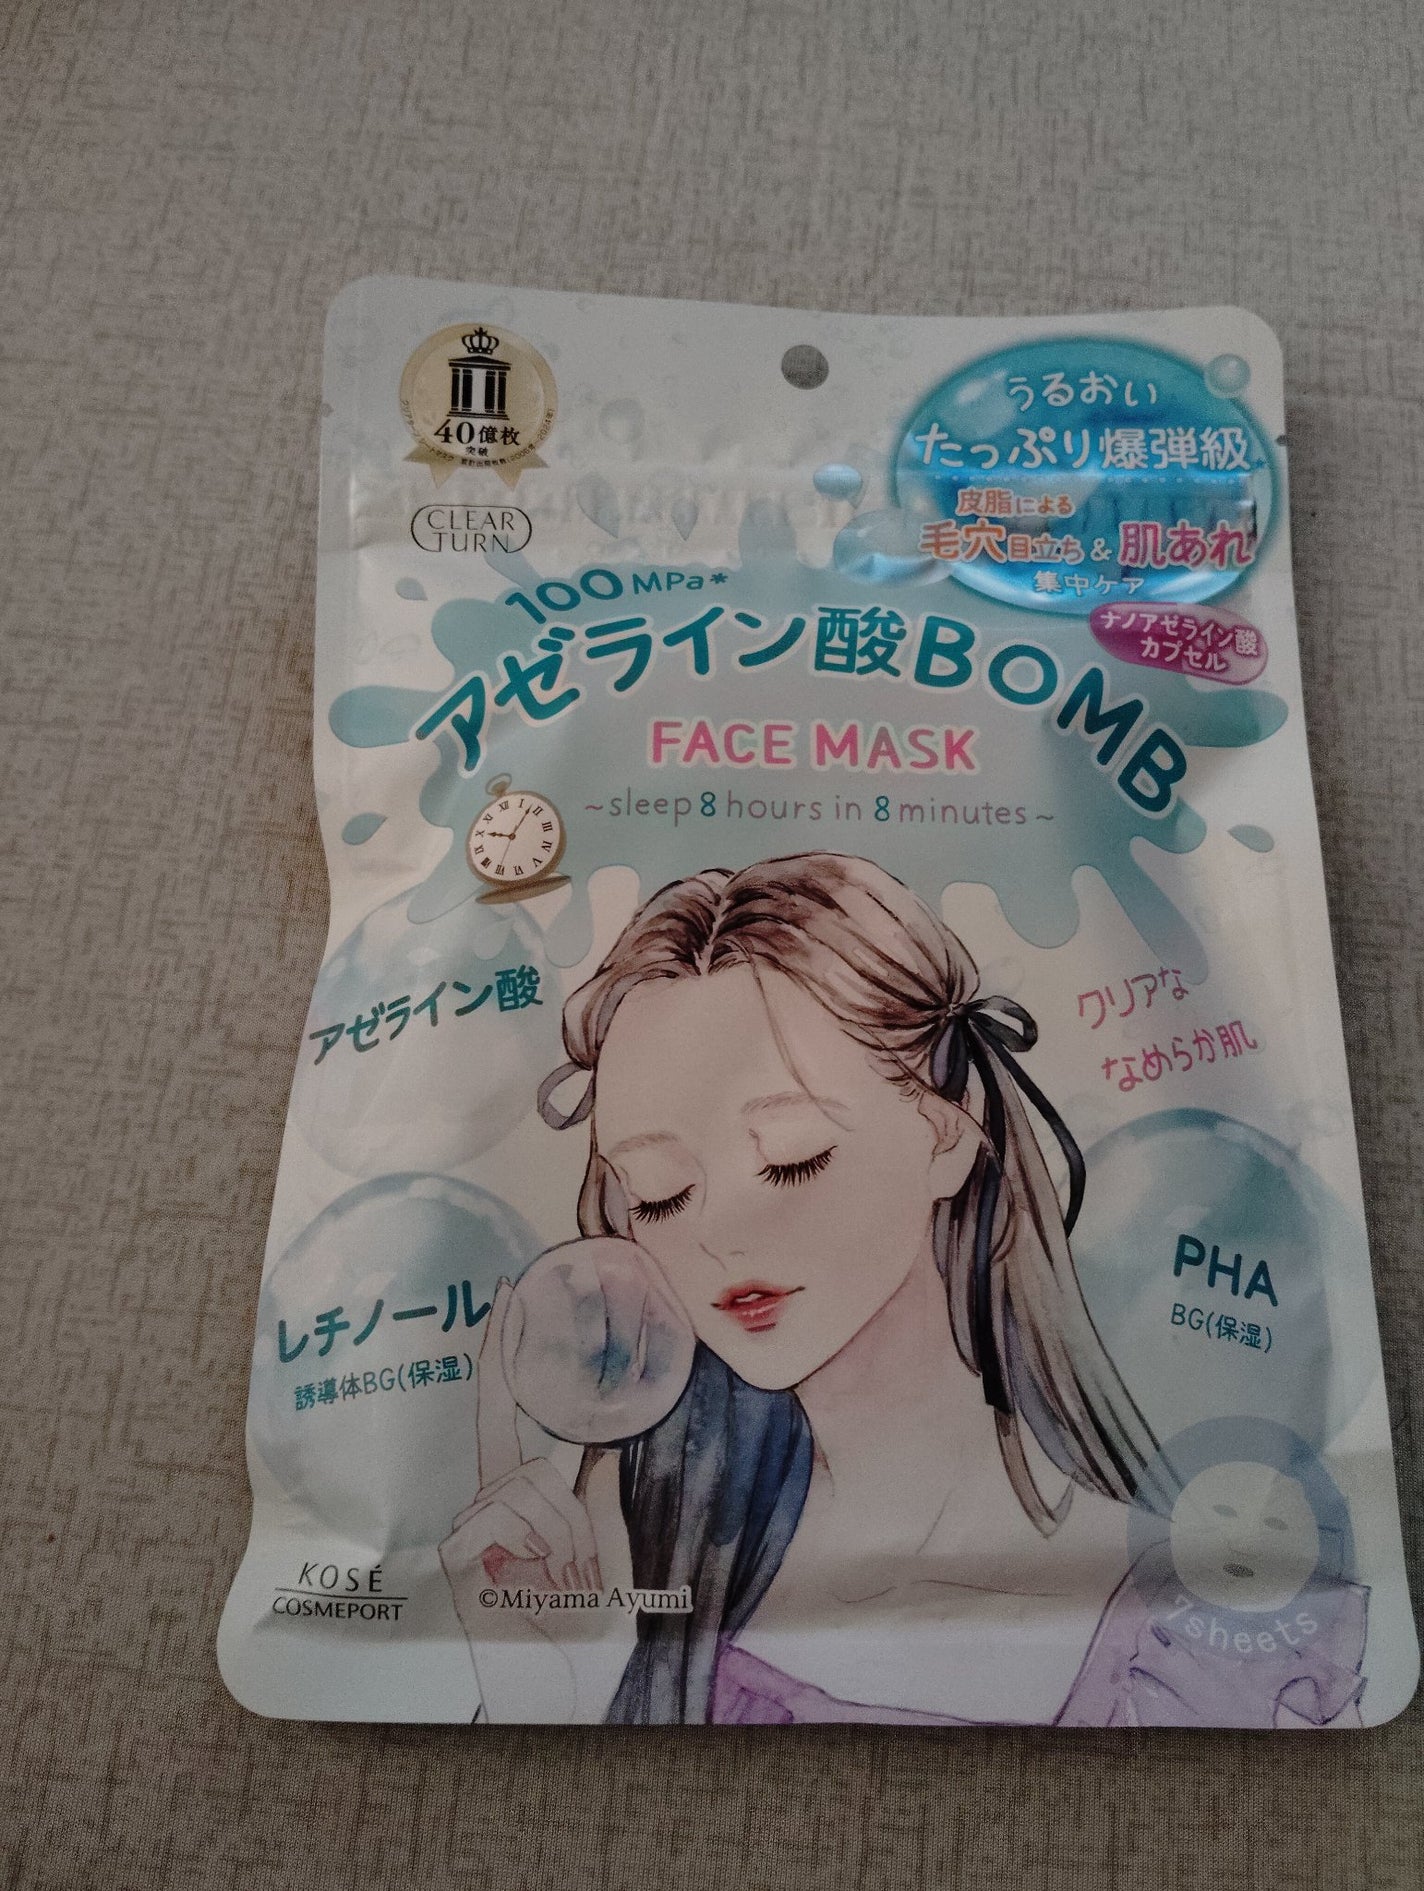 40億枚
突破
CLEAR
TURN
うるおい
たっぷり爆弾級
皮脂による
毛穴目立ち&肌あれ
集中ケア
ナノアゼライン酸
カプセル
100MPa*
アゼライン酸BOMB
FACE MASK
~sleep 8 hours in 8 minutes~
アゼライン酸
クリアな
なめらか肌
レチノール
誘導体BG(保湿)
PHA
BG(保湿)
7sheets
KOSÉ
COSMEPORT
©Miyama Ayumi